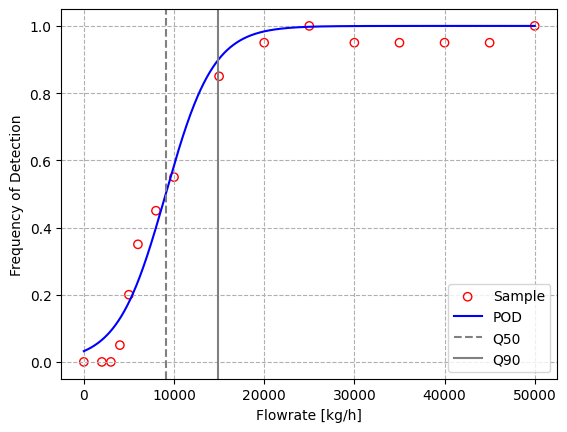 1.0
0.8
0.6
0.4
0.2
0.0
Frequency of Detection
Sample
POD
Q50
Q90
0 10000 20000 30000 40000 50000
Flowrate [kg/h]